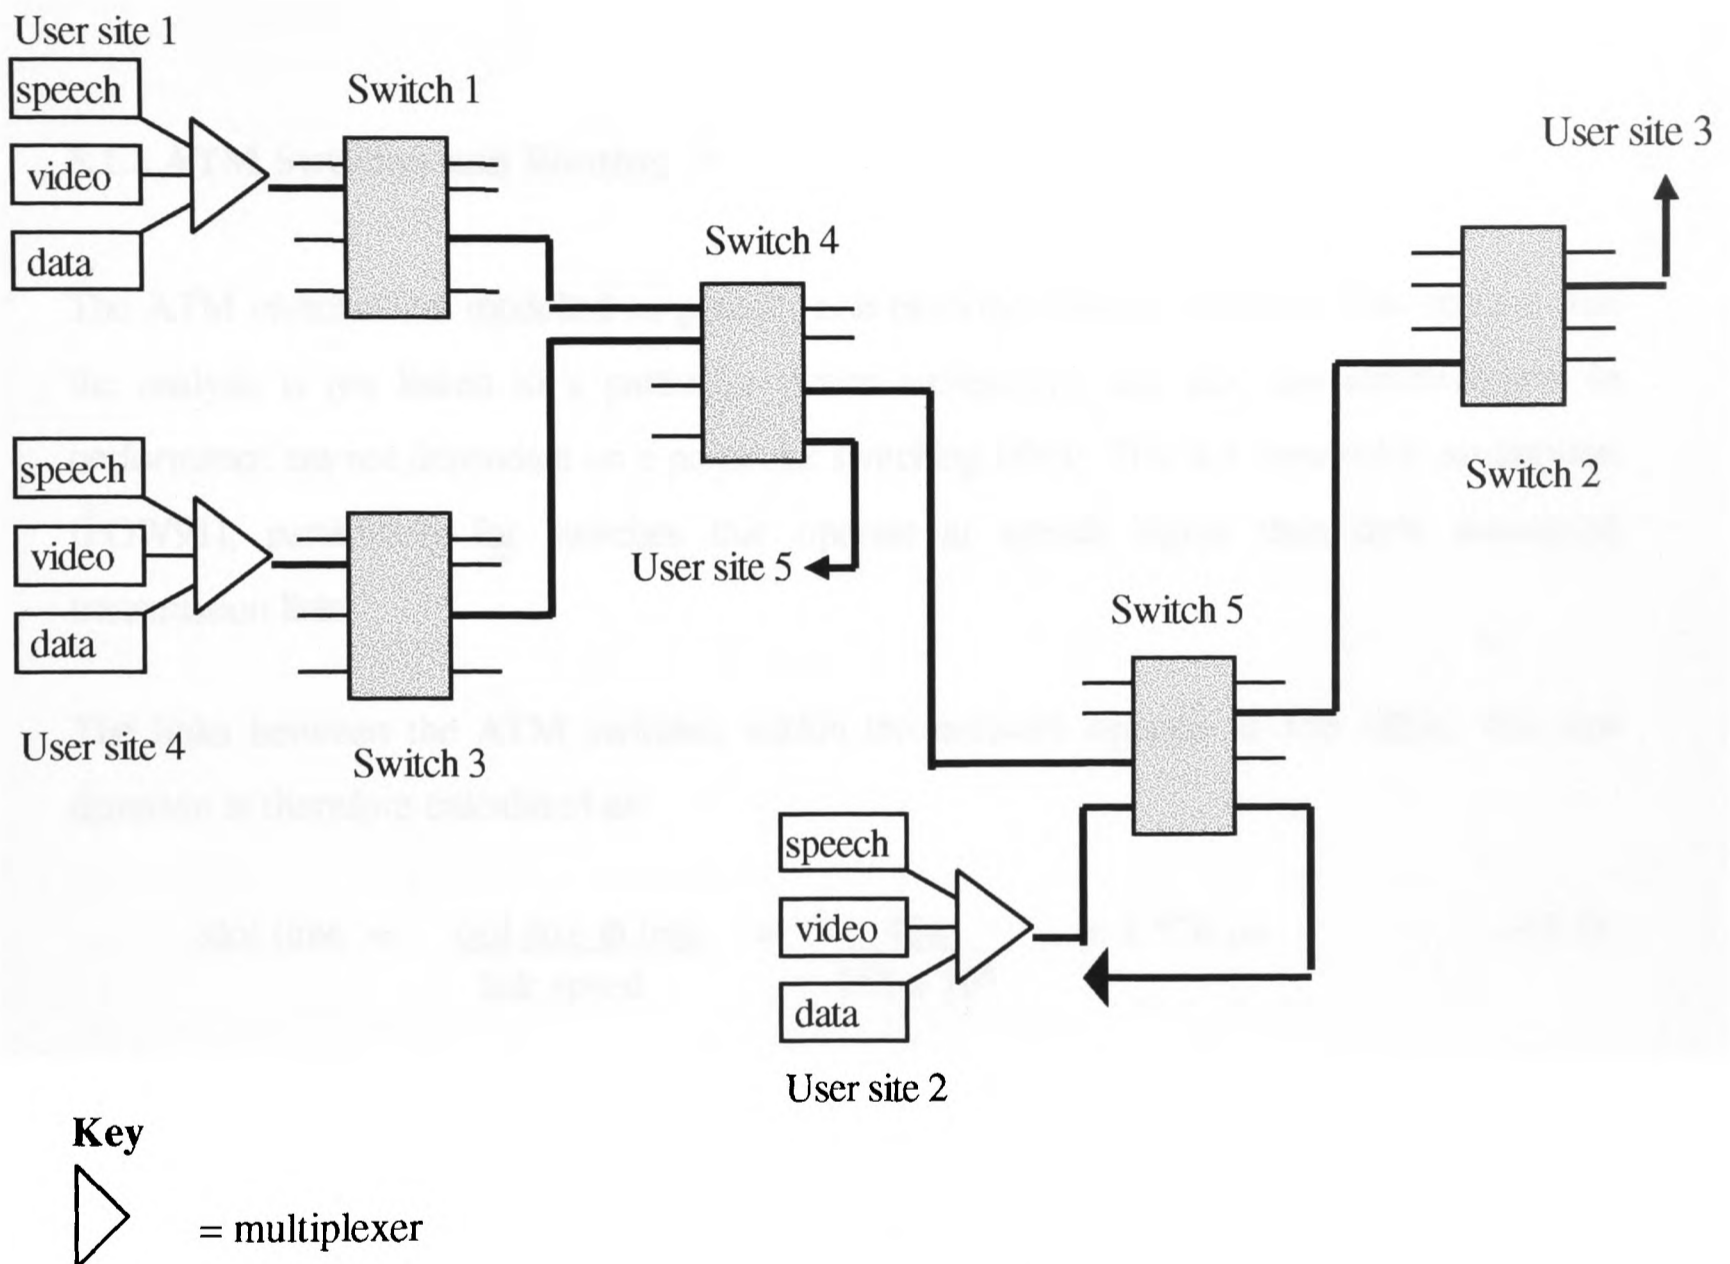 User site 1
speech
video
data
Switch 1
Switch 4
User site 3
Switch 2
speech
video
data
User site 4
Switch 3
User site 5
Switch 5
speech
video
data
User site 2
Key
= multiplexer